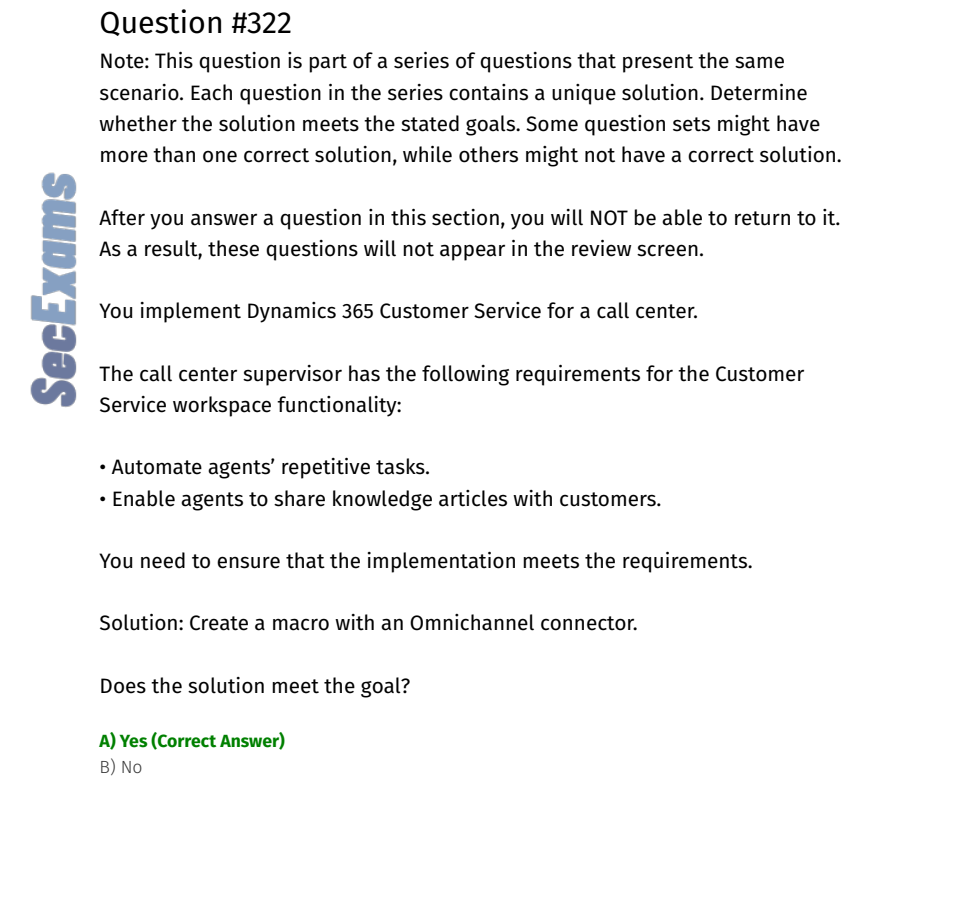 Question #322
Note: This question is part of a series of questions that present the same
scenario. Each question in the series contains a unique solution. Determine
whether the solution meets the stated goals. Some question sets might have
more than one correct solution, while others might not have a correct solution.
After you answer a question in this section, you will NOT be able to return to it.
As a result, these questions will not appear in the review screen.
You implement Dynamics 365 Customer Service for a call center.
The call center supervisor has the following requirements for the Customer
Service workspace functionality:
• Automate agents’ repetitive tasks.
• Enable agents to share knowledge articles with customers.
You need to ensure that the implementation meets the requirements.
Solution: Create a macro with an Omnichannel connector.
Does the solution meet the goal?
A) Yes (Correct Answer)
B) No
SecExams